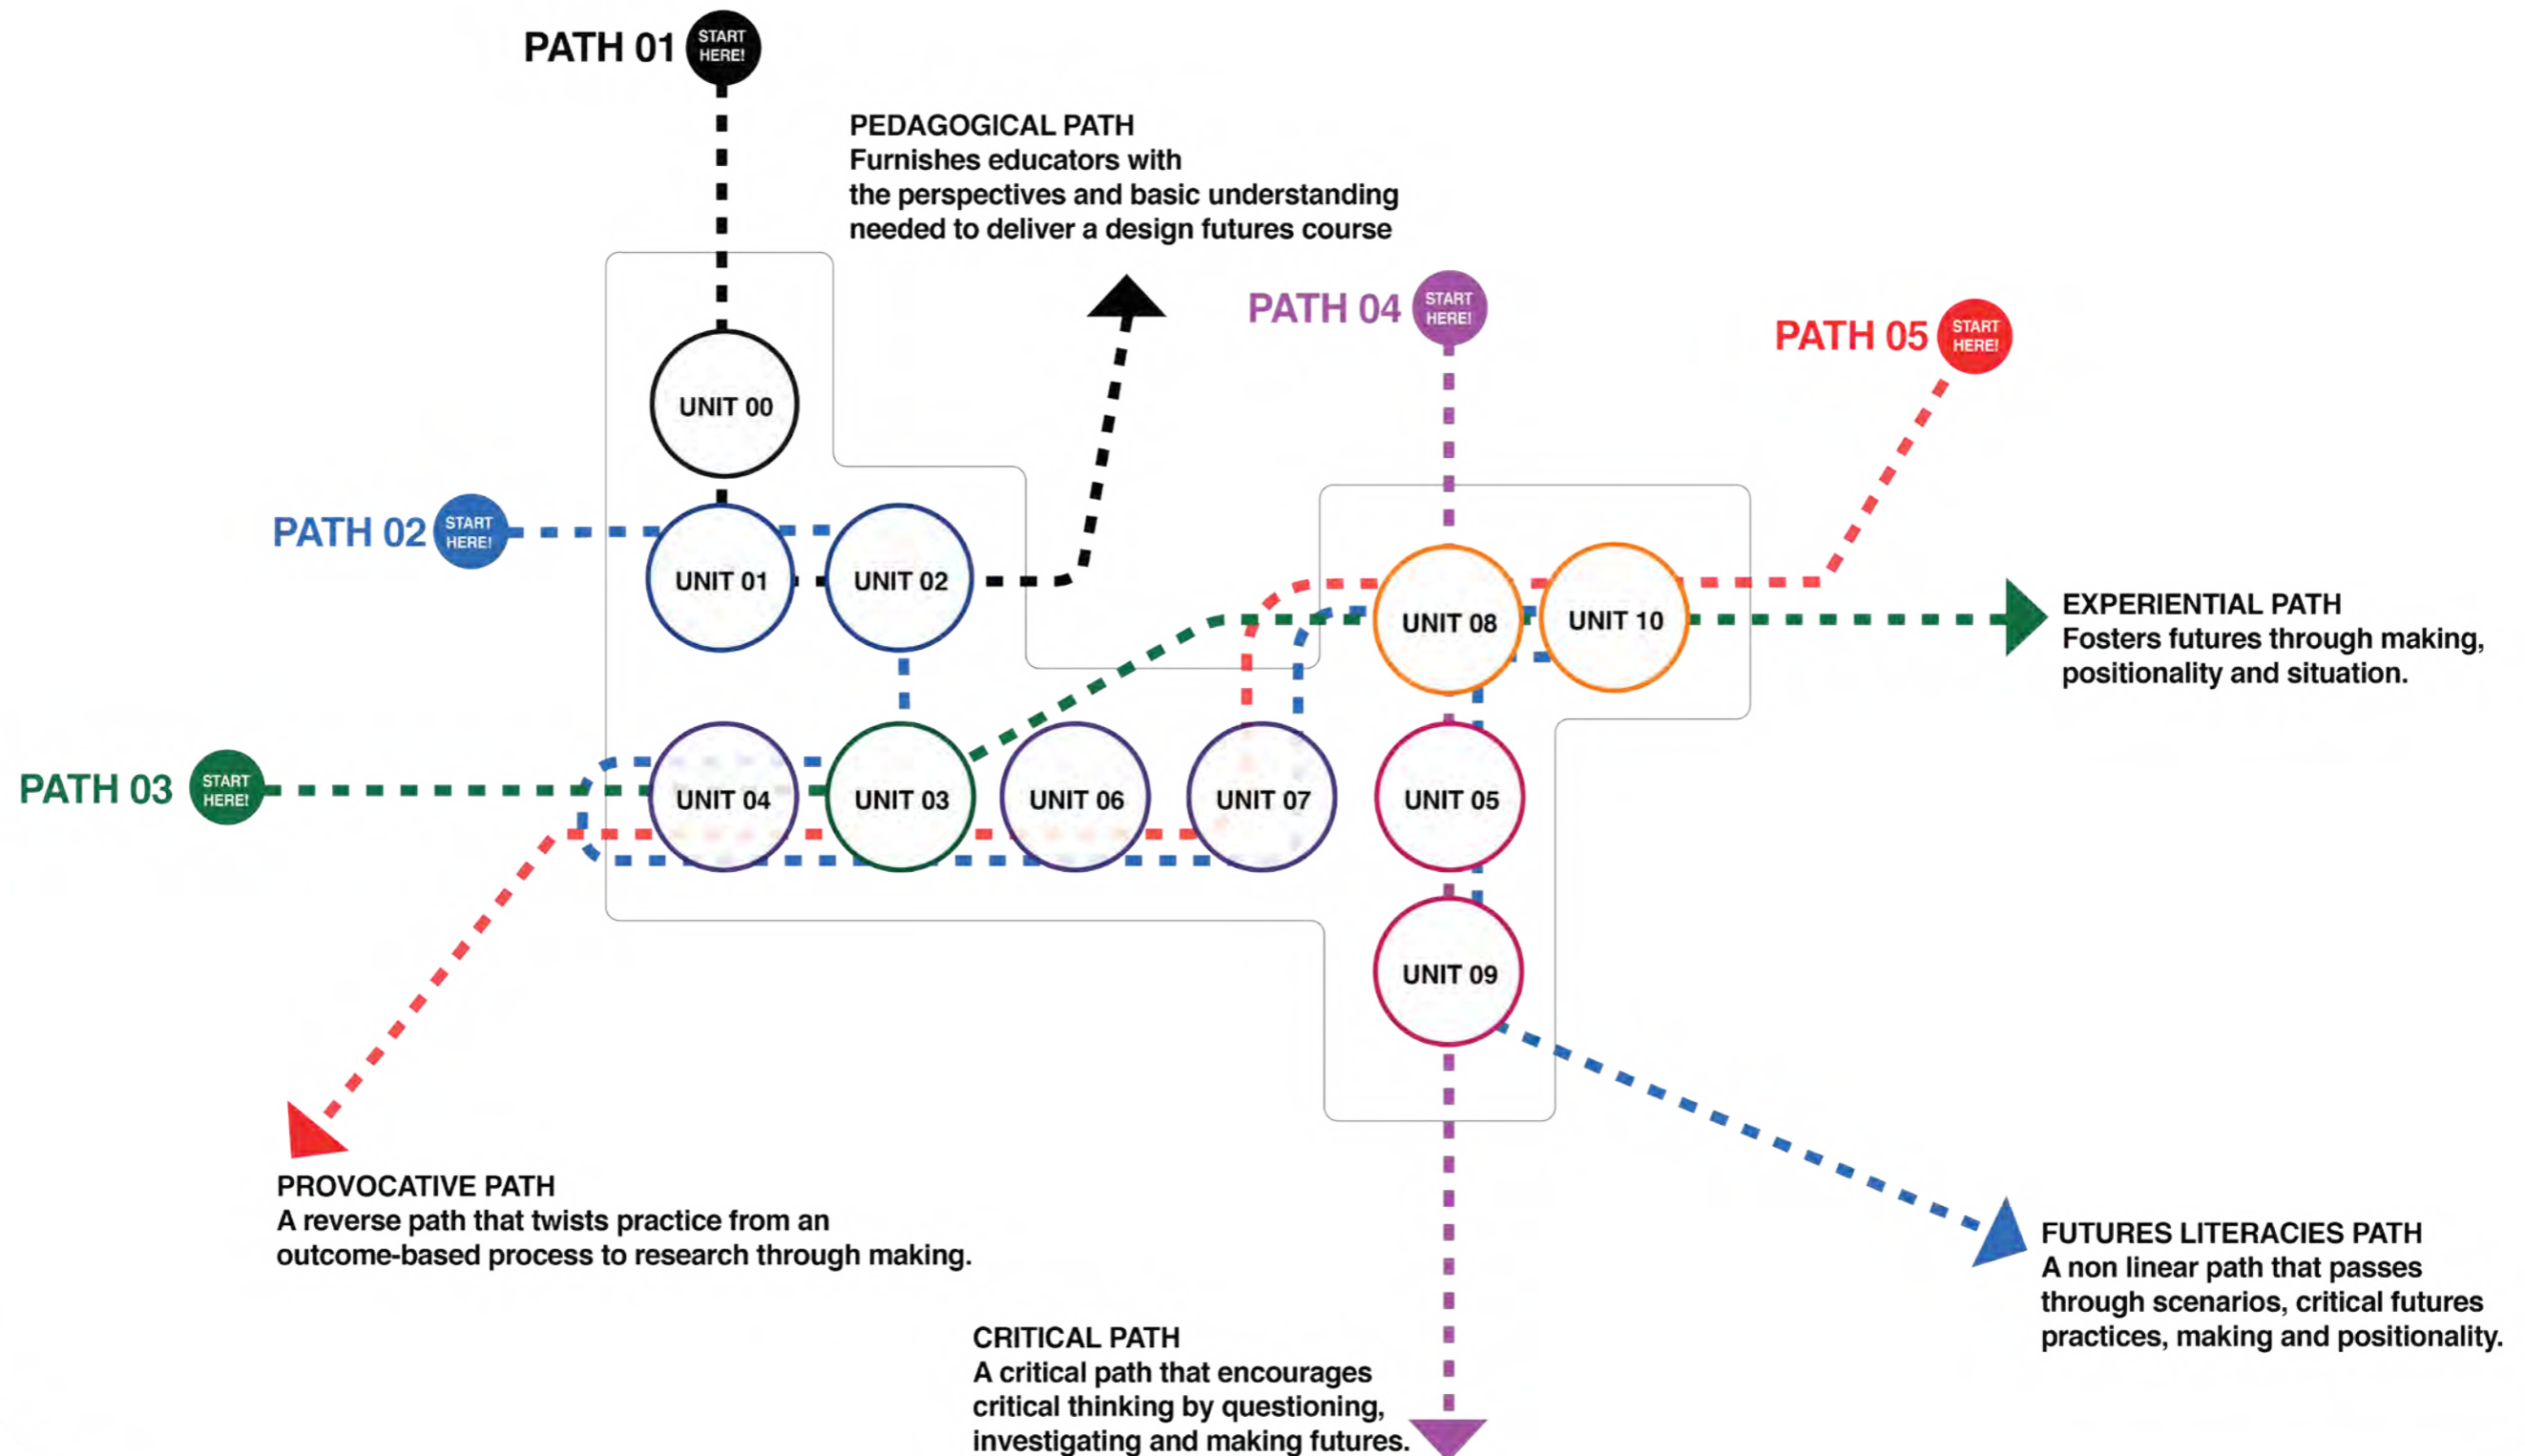 PATH 01
START
HERE!
PEDAGOGICAL PATH
Furnishes educators with
the perspectives and basic understanding
needed to deliver a design futures course
PATH 04
START
HERE!
PATH 05
START
HERE!
UNIT 00
PATH 02
START
HERE!
UNIT 01
UNIT 02
UNIT 08
UNIT 10
EXPERIENTIAL PATH
Fosters futures through making,
positionality and situation.
PATH 03
START
HERE!
UNIT 04
UNIT 03
UNIT 06
UNIT 07
UNIT 05
UNIT 09
PROVOCATIVE PATH
A reverse path that twists practice from an
outcome-based process to research through making.
FUTURES LITERACIES PATH
A non linear path that passes
through scenarios, critical futures
practices, making and positionality.
CRITICAL PATH
A critical path that encourages
critical thinking by questioning,
investigating and making futures.